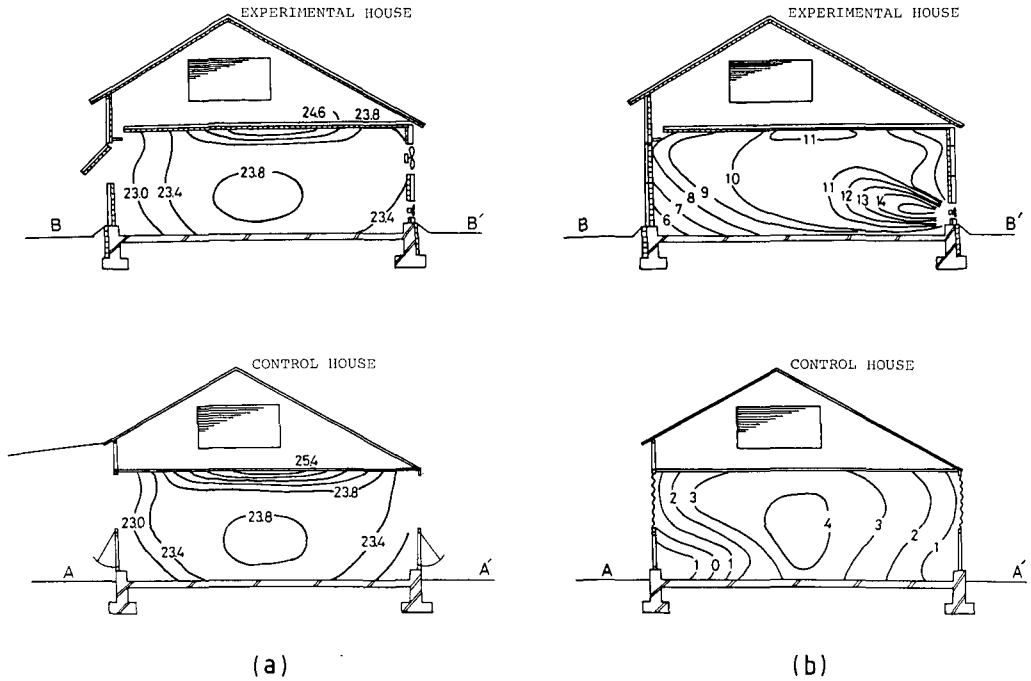 EXPERIMENTAL HOUSE
24.6 23.8
23.0 23.4 23.8 23.4
B B'
EXPERIMENTAL HOUSE
11
10 9 8 7 6
11 12 13 14
B B'
CONTROL HOUSE
25.4
23.8
23.0 23.8
23.4 23.4
A A'
CONTROL HOUSE
2 3 4 3 2 1
1 0 1
A A'
(a) (b)